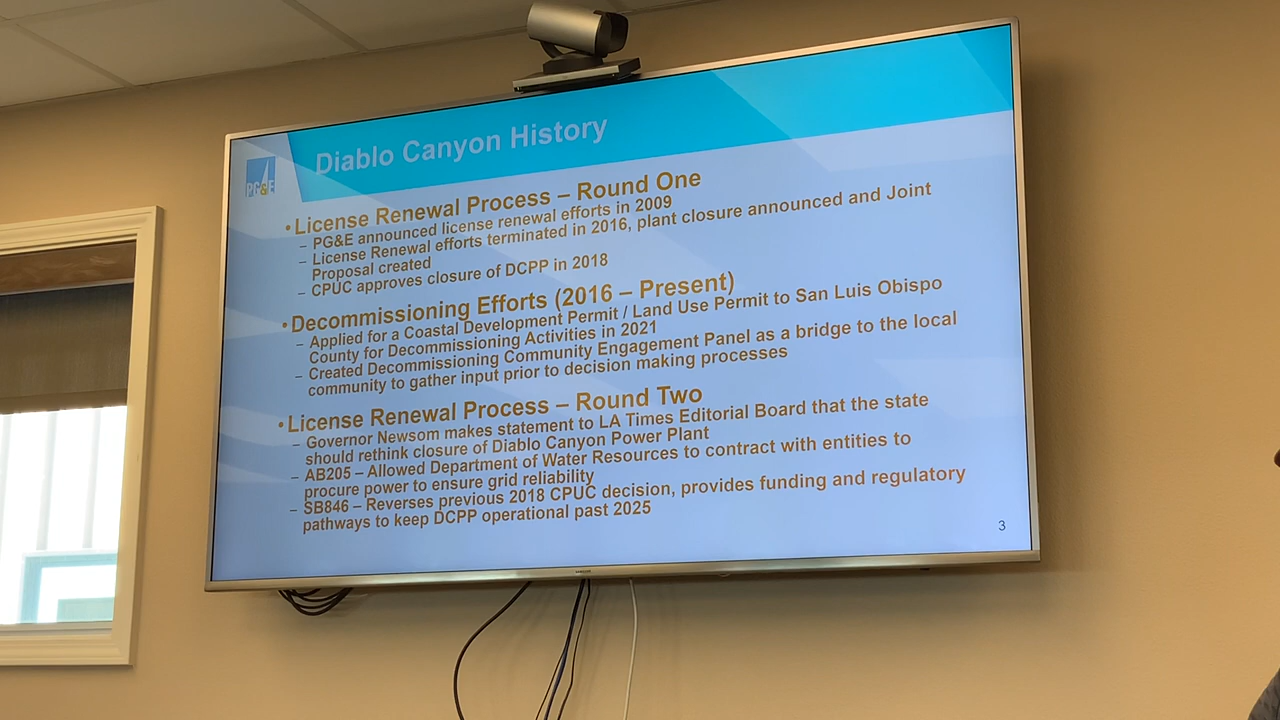 Diablo Canyon History
PG&E
•License Renewal Process – Round One
– PG&E announced license renewal efforts in 2009
– License Renewal efforts terminated in 2016, plant closure announced and Joint
Proposal created
– CPUC approves closure of DCPP in 2018
•Decommissioning Efforts (2016 – Present)
– Applied for a Coastal Development Permit / Land Use Permit to San Luis Obispo
County for Decommissioning Activities in 2021
– Created Decommissioning Community Engagement Panel as a bridge to the local
community to gather input prior to decision making processes
•License Renewal Process – Round Two
– Governor Newsom makes statement to LA Times Editorial Board that the state
should rethink closure of Diablo Canyon Power Plant
– AB205 – Allowed Department of Water Resources to contract with entities to
procure power to ensure grid reliability
– SB846 – Reverses previous 2018 CPUC decision, provides funding and regulatory
pathways to keep DCPP operational past 2025
3